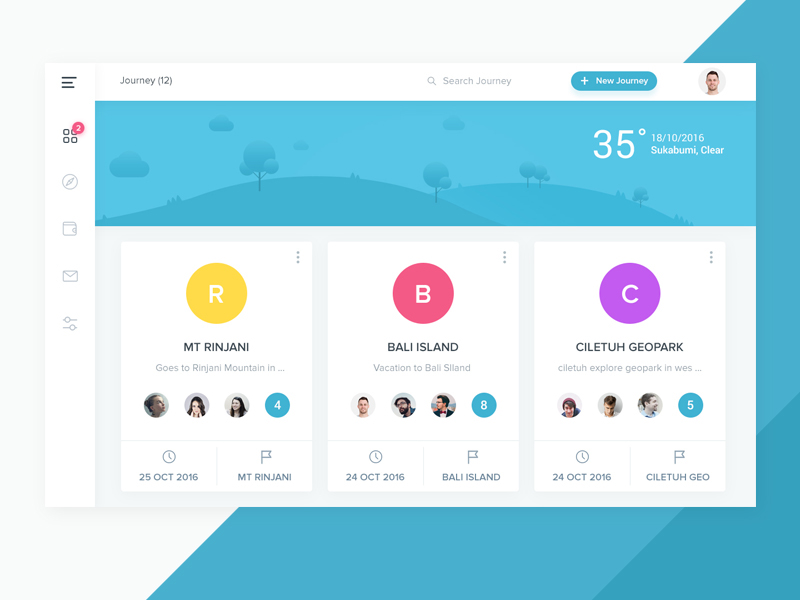 Journey (12)
Search Journey
+ New Journey
2
35°
18/10/2016
Sukabumi, Clear
R
MT RINJANI
Goes to Rinjani Mountain in ...
4
25 OCT 2016
MT RINJANI
B
BALI ISLAND
Vacation to Bali Slland
8
24 OCT 2016
BALI ISLAND
C
CILETUH GEOPARK
ciletuh explore geopark in wes ...
5
24 OCT 2016
CILETUH GEO